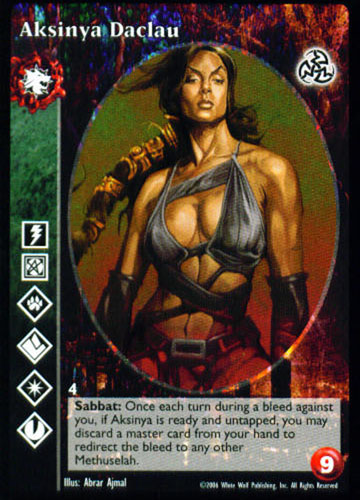 Aksinya Daclau
4
Sabbat: Once each turn during a bleed against
you, if Aksinya is ready and untapped, you may
discard a master card from your hand to
redirect the bleed to any other
Methuselah.
9
Illus: Abrar Ajmal
©2006 White Wolf Publishing, Inc. All Rights Reserved.